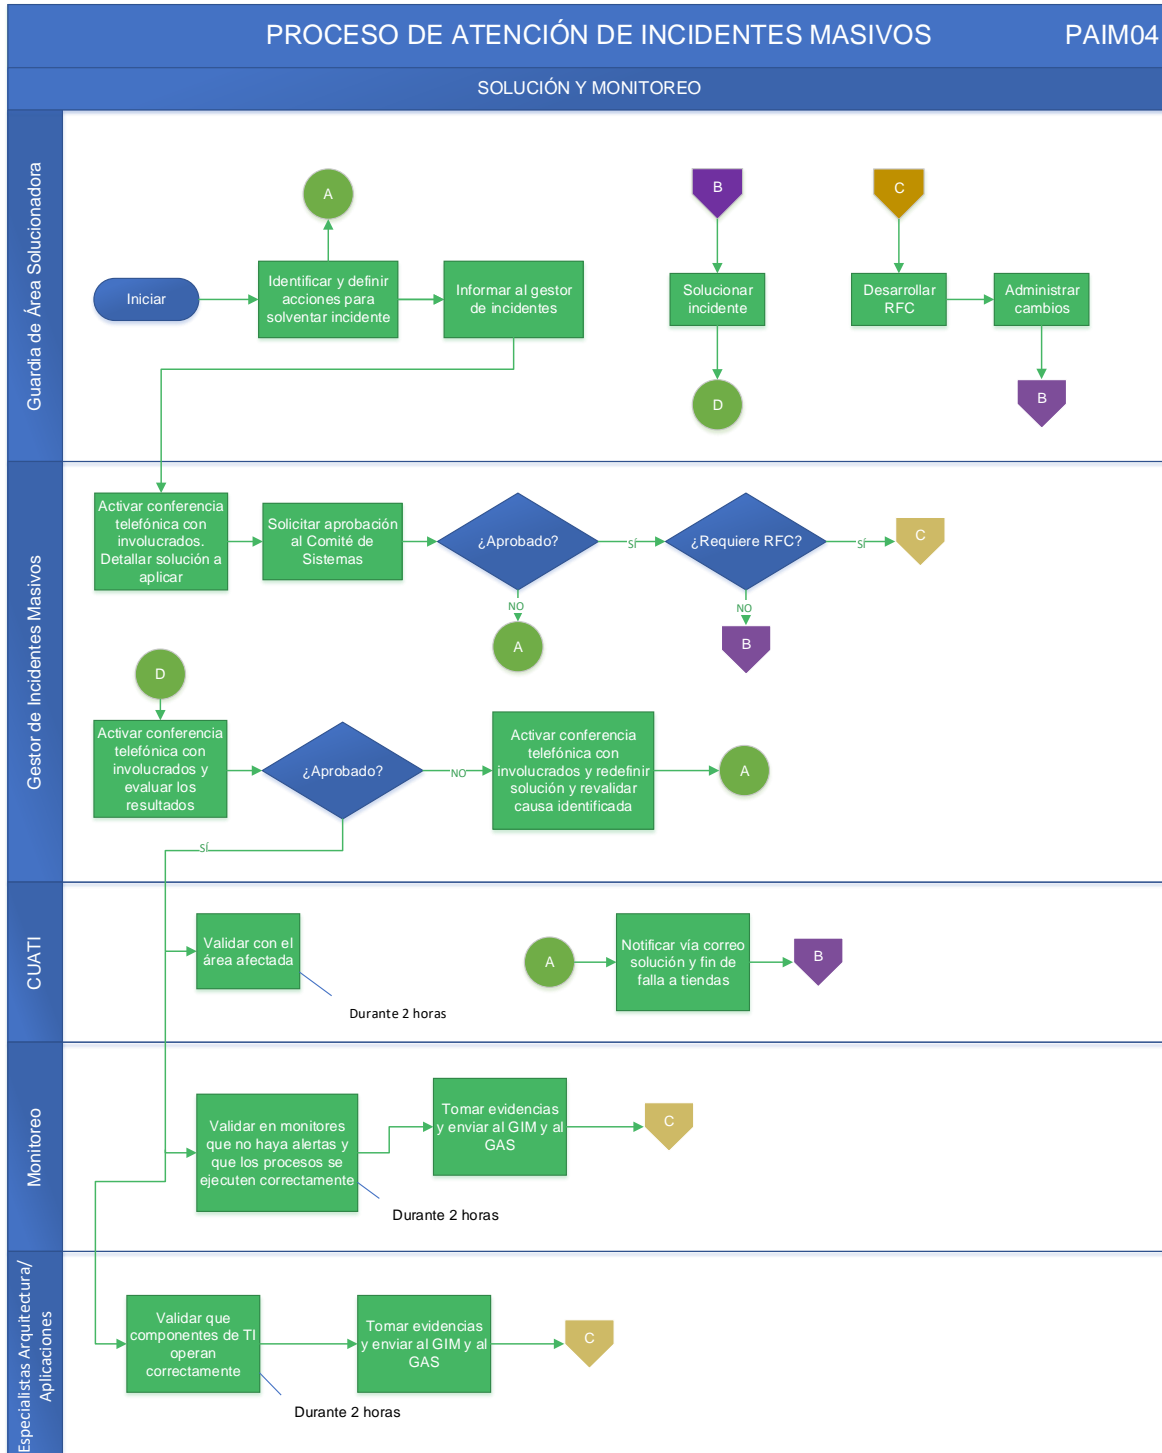 PROCESO DE ATENCIÓN DE INCIDENTES MASIVOS
PAIM04
SOLUCIÓN Y MONITOREO
Guardia de Área Solucionadora
A
B
C
Iniciar
Identificar y definir
acciones para
solventar incidente
Informar al gestor
de incidentes
Solucionar
incidente
Desarrollar
RFC
Administrar
cambios
D
B
Gestor de Incidentes Masivos
Activar conferencia
telefónica con
involucrados.
Detallar solución a
aplicar
Solicitar aprobación
al Comité de
Sistemas
¿Aprobado?
SÍ
¿Requiere RFC?
SÍ
C
NO
NO
A
B
D
Activar conferencia
telefónica con
involucrados y
evaluar los
resultados
¿Aprobado?
NO
Activar conferencia
telefónica con
involucrados y redefinir
solución y revalidar
causa identificada
A
SÍ
CUATI
Validar con el
área afectada
Durante 2 horas
A
Notificar vía correo
solución y fin de
falla a tiendas
B
Monitoreo
Validar en monitores
que no haya alertas y
que los procesos se
ejecuten correctamente
Durante 2 horas
Tomar evidencias
y enviar al GIM y al
GAS
C
Especialistas Arquitectura/
Aplicaciones
Validar que
componentes de TI
operan
correctamente
Durante 2 horas
Tomar evidencias
y enviar al GIM y al
GAS
C